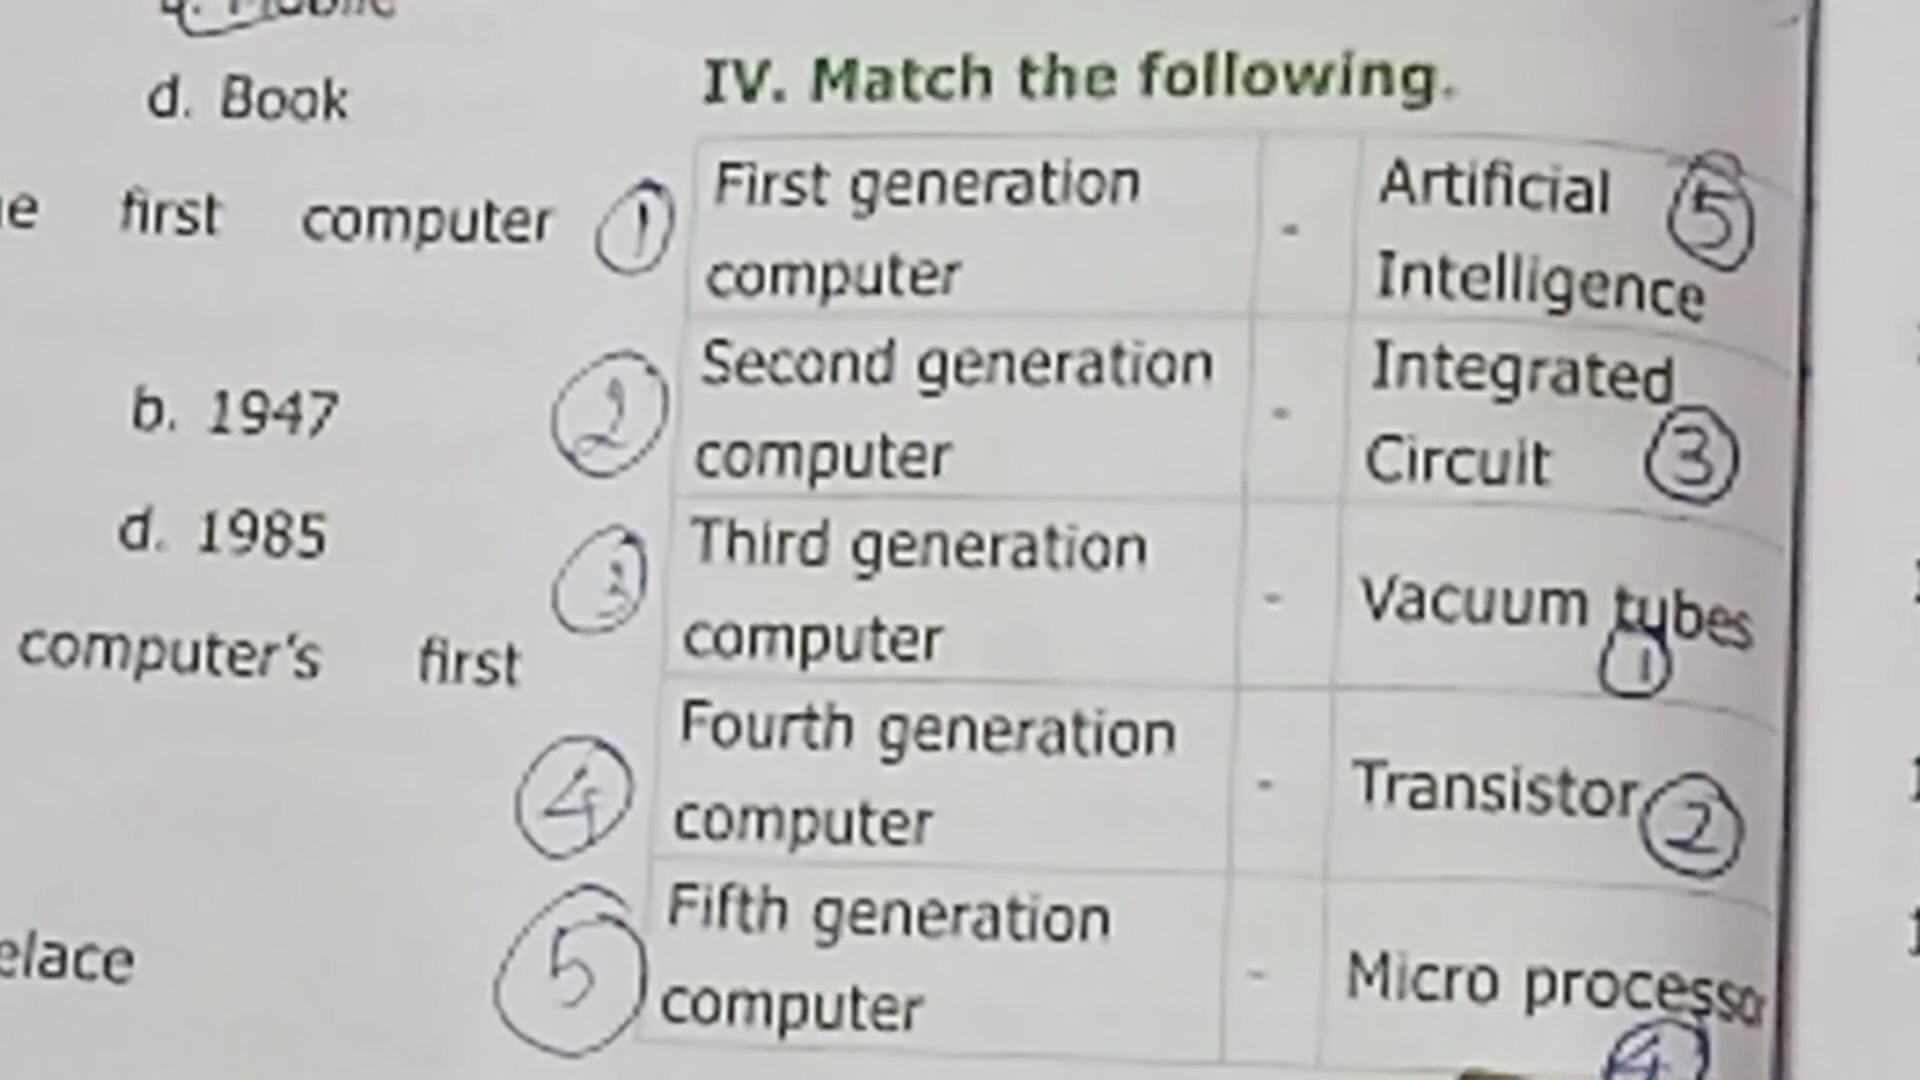 d. Book
first computer
b. 1947
d. 1985
computer's first
elace
IV. Match the following.
1 First generation computer - Artificial Intelligence 5
2 Second generation computer - Integrated Circuit 3
3 Third generation computer - Vacuum tubes 1
4 Fourth generation computer - Transistor 2
5 Fifth generation computer - Micro processor 4